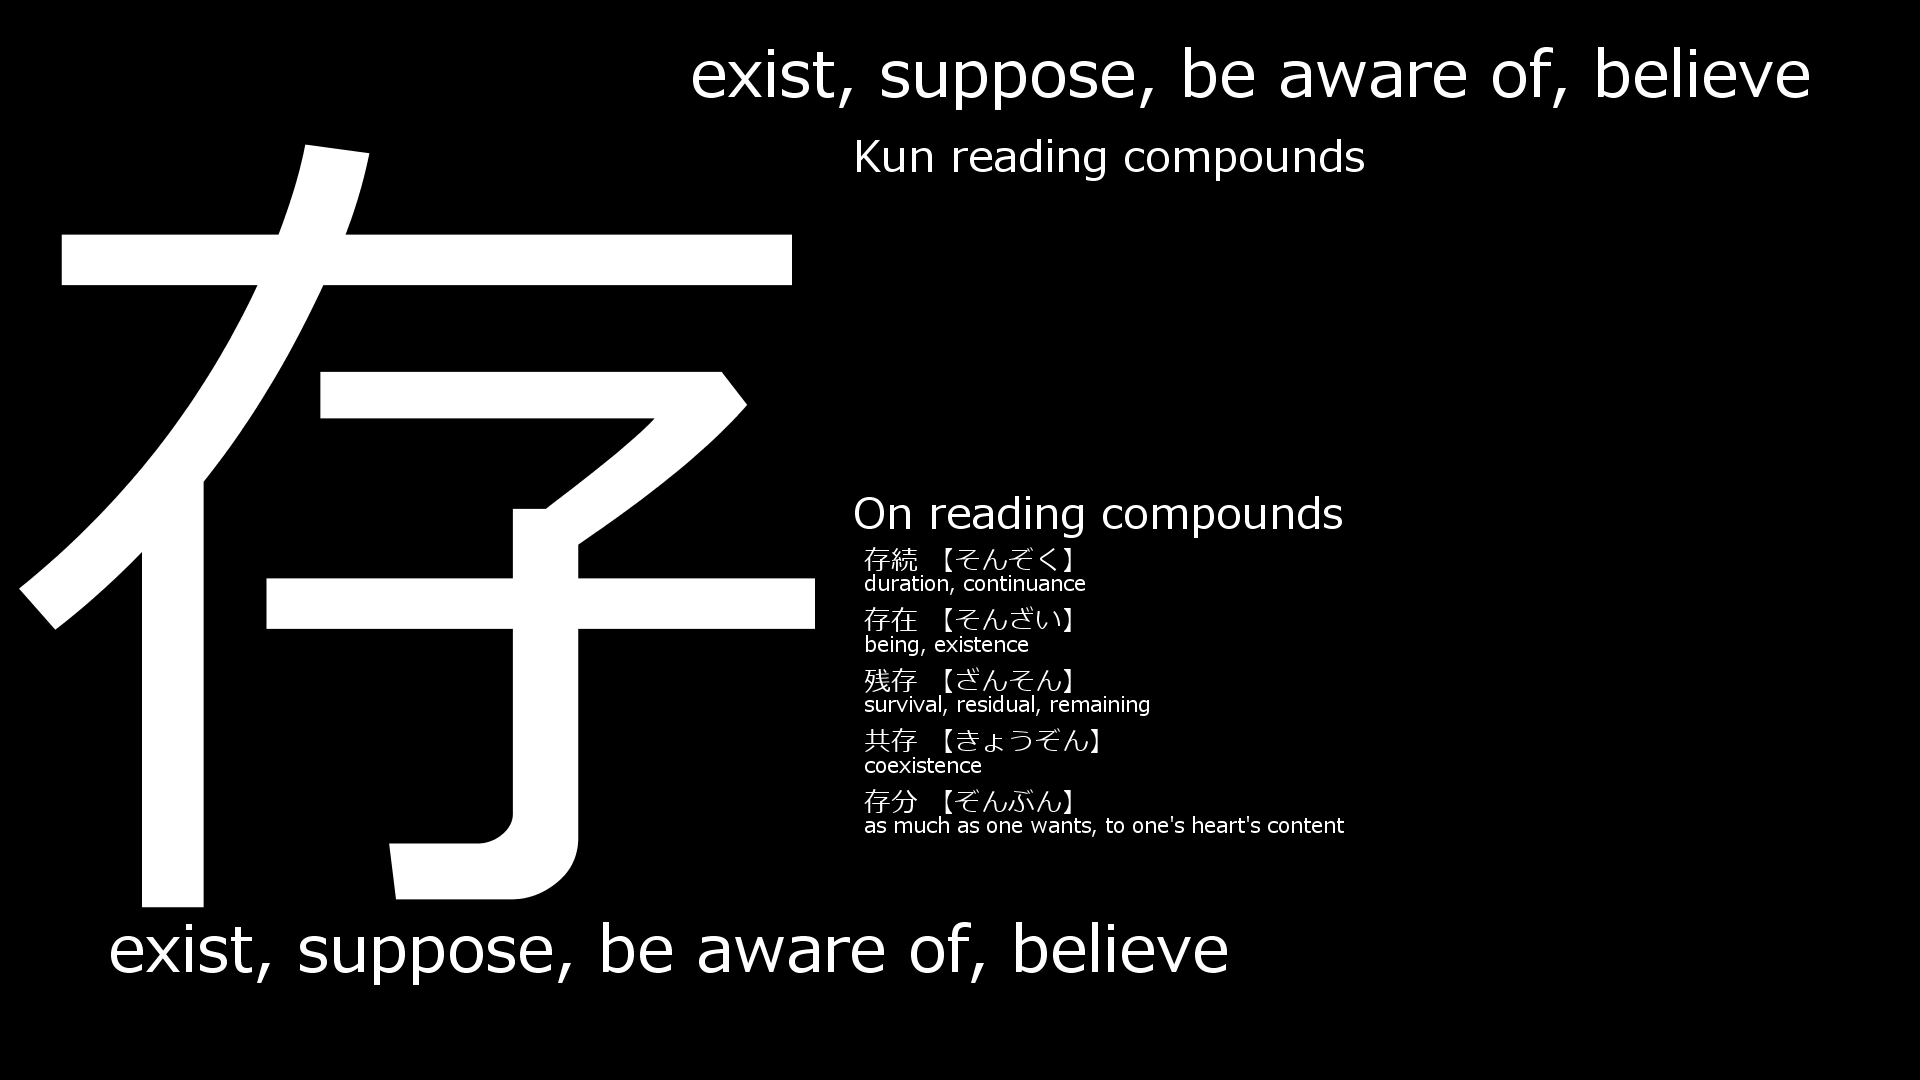 exist, suppose, be aware of, believe
存
Kun reading compounds
On reading compounds
存続 【そんぞく】
duration, continuance
存在 【そんざい】
being, existence
残存 【ざんそん】
survival, residual, remaining
共存 【きょうぞん】
coexistence
存分 【ぞんぶん】
as much as one wants, to one's heart's content
exist, suppose, be aware of, believe